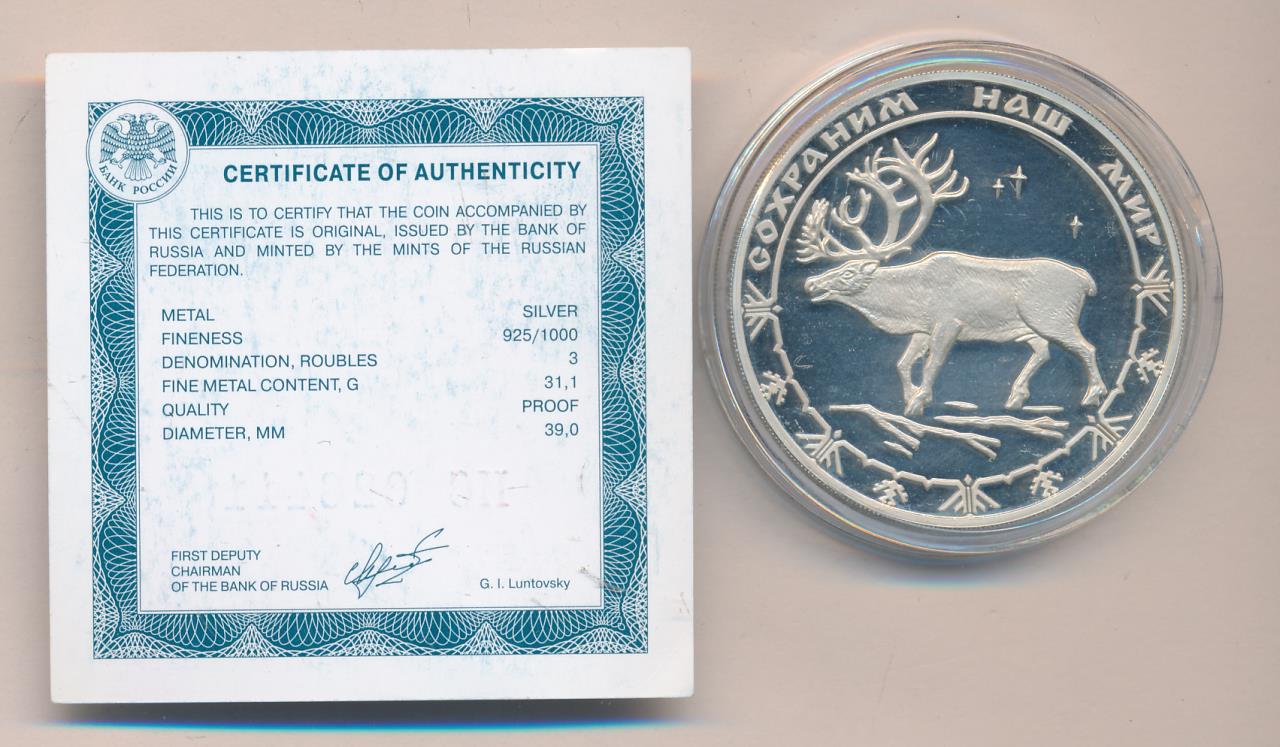 БАНК РОССИИ
CERTIFICATE OF AUTHENTICITY
THIS IS TO CERTIFY THAT THE COIN ACCOMPANIED BY
THIS CERTIFICATE IS ORIGINAL, ISSUED BY THE BANK OF
RUSSIA AND MINTED BY THE MINTS OF THE RUSSIAN
FEDERATION.
METAL SILVER
FINENESS 925/1000
DENOMINATION, ROUBLES 3
FINE METAL CONTENT, G 31,1
QUALITY PROOF
DIAMETER, MM 39,0
FIRST DEPUTY
CHAIRMAN
OF THE BANK OF RUSSIA G. I. Luntovsky
СОХРАНИМ НАШ МИР